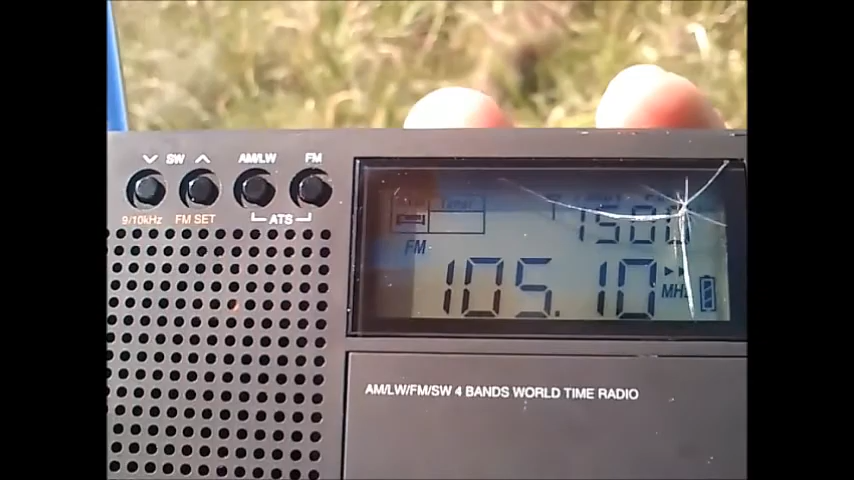 SW AM/LW FM
9/10kHz FM SET ATS
FM
105.10 MHz
AM/LW/FM/SW 4 BANDS WORLD TIME RADIO